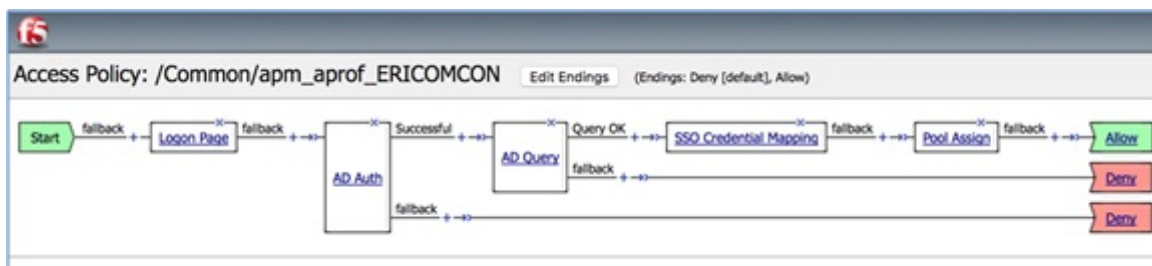 f5
Access Policy: /Common/apm_aprof_ERICOMCON Edit Endings (Endings: Deny [default], Allow)
Start fallback + Logon Page fallback + AD Auth Successful + AD Query Query OK + SSO Credential Mapping fallback + Pool Assign fallback + Allow
fallback + Deny
fallback + Deny